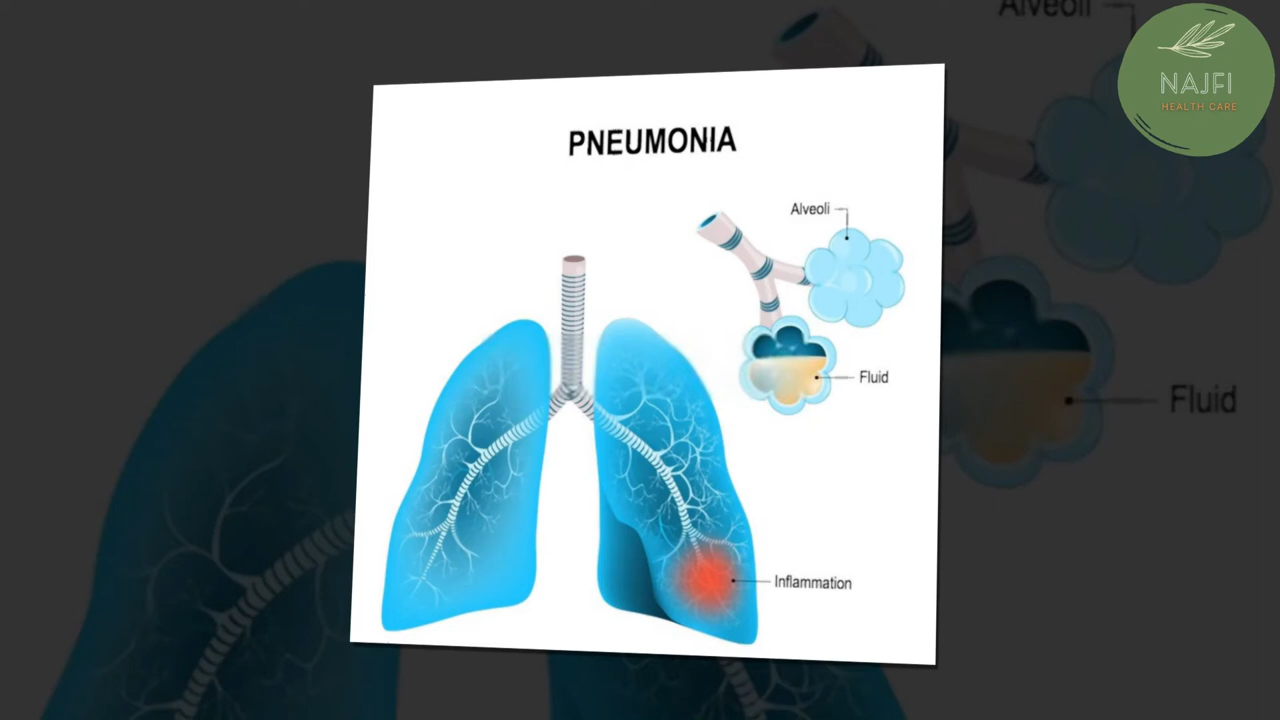 PNEUMONIA
Alveoli
Fluid
Inflammation
Alveoli
Fluid
NAJFI
HEALTH CARE